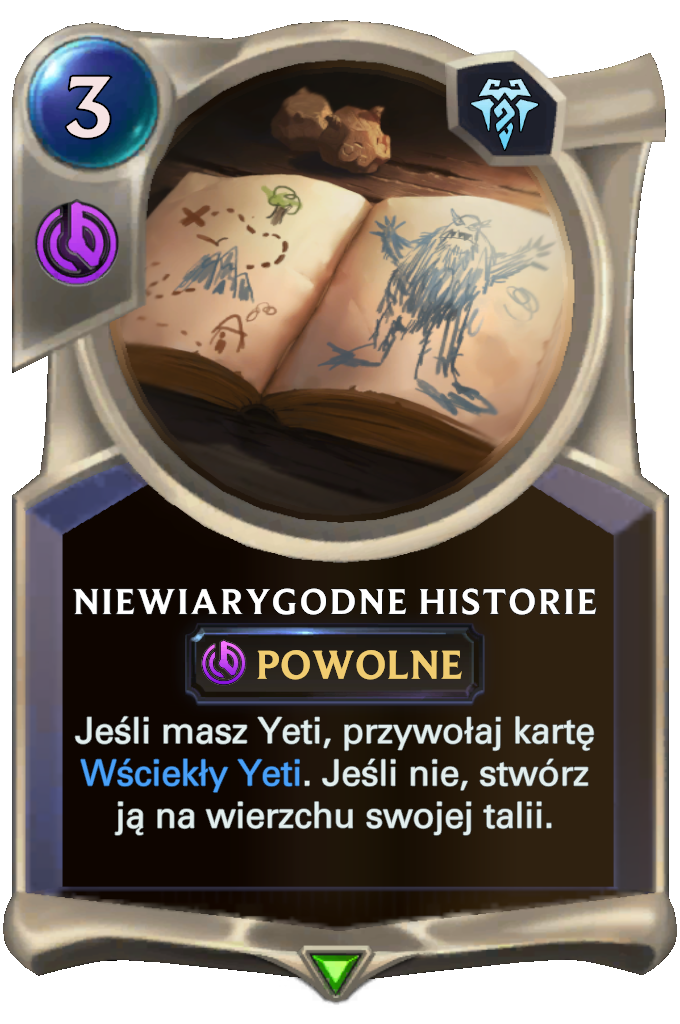 3
NIEWIARYGODNE HISTORIE
POWOLNE
Jeśli masz Yeti, przywołaj kartę
Wściekły Yeti. Jeśli nie, stwórz
ją na wierzchu swojej talii.